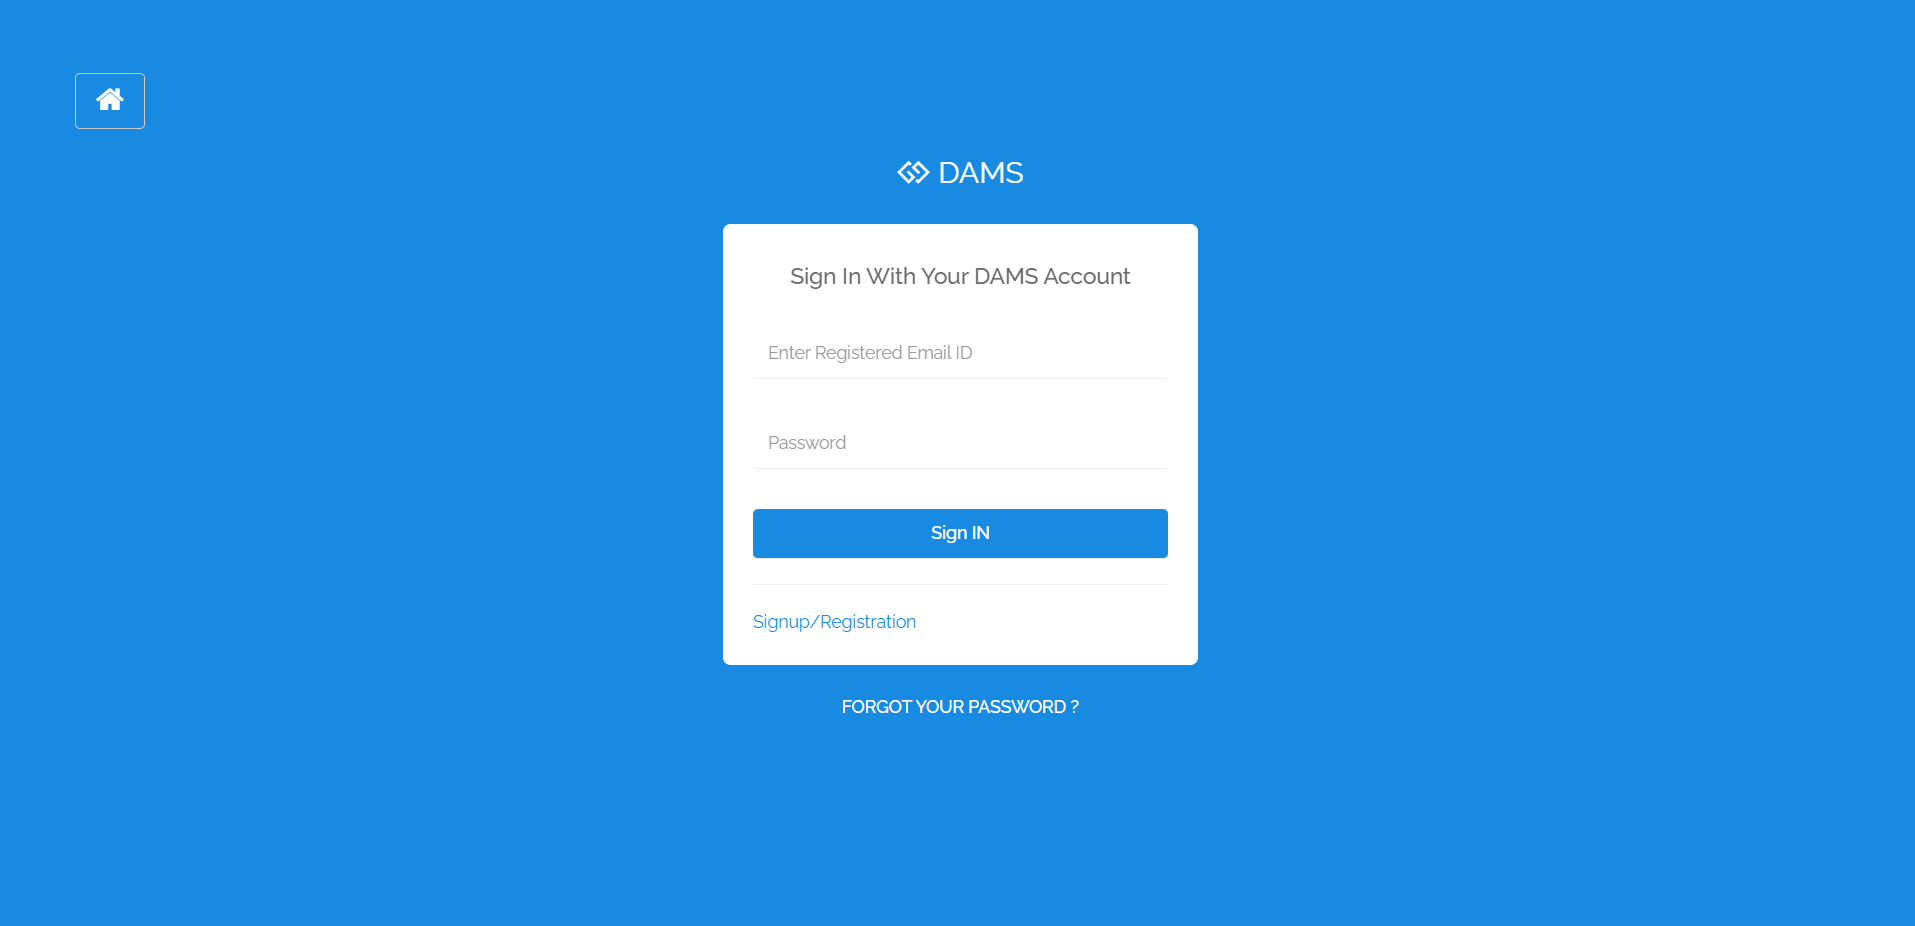 DAMS
Sign In With Your DAMS Account
Enter Registered Email ID
Password
Sign IN
Signup/Registration
FORGOT YOUR PASSWORD ?